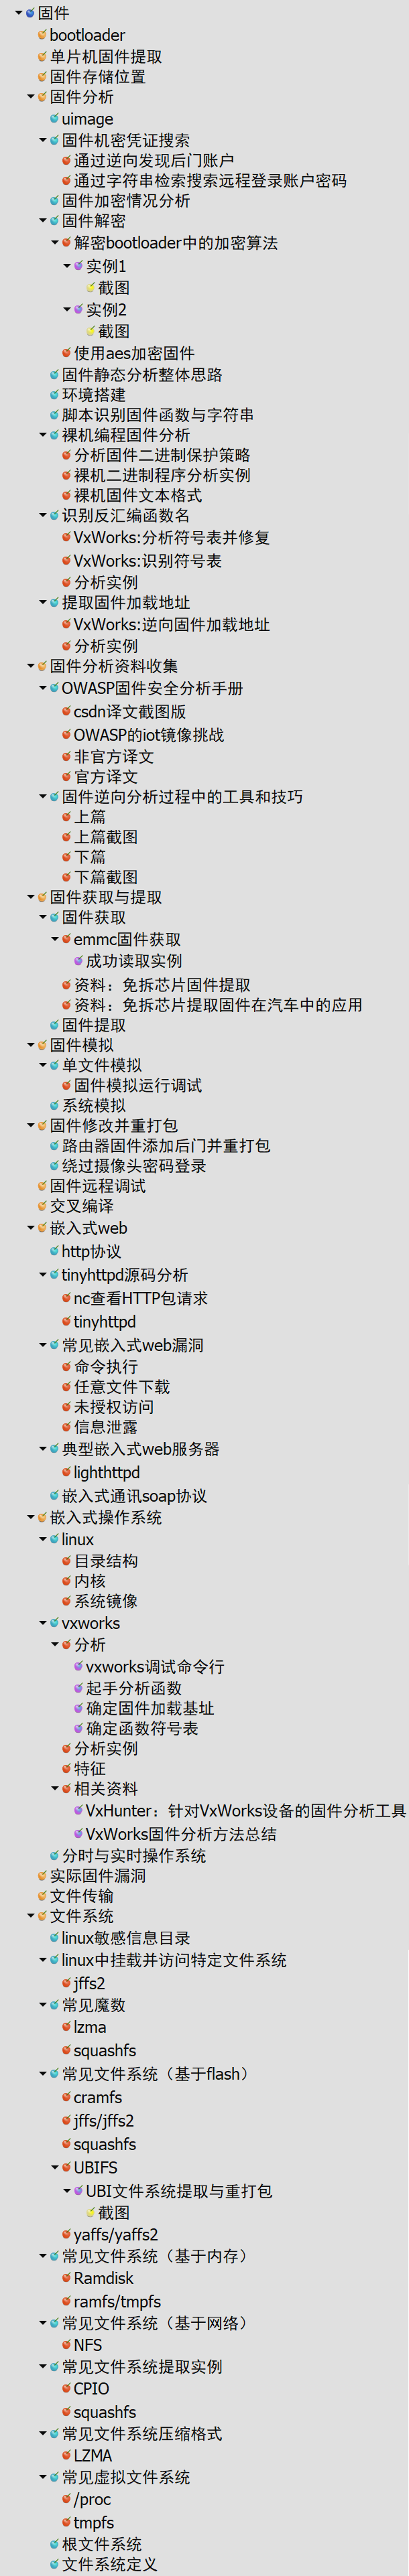 固件
bootloader
单片机固件提取
固件存储位置
固件分析
uimage
固件机密凭证搜索
通过逆向发现后门账户
通过字符串检索搜索远程登录账户密码
固件加密情况分析
固件解密
解密bootloader中的加密算法
实例1
截图
实例2
截图
使用aes加密固件
固件静态分析整体思路
环境搭建
脚本识别固件函数与字符串
裸机编程固件分析
分析固件二进制保护策略
裸机二进制程序分析实例
裸机固件文本格式
识别反汇编函数名
VxWorks:分析符号表并修复
VxWorks:识别符号表
分析实例
提取固件加载地址
VxWorks:逆向固件加载地址
分析实例
固件分析资料收集
OWASP固件安全分析手册
csdn译文截图版
OWASP的iot镜像挑战
非官方译文
官方译文
固件逆向分析过程中的工具和技巧
上篇
上篇截图
下篇
下篇截图
固件获取与提取
固件获取
emmc固件获取
成功读取实例
资料：免拆芯片固件提取
资料：免拆芯片提取固件在汽车中的应用
固件提取
固件模拟
单文件模拟
固件模拟运行调试
系统模拟
固件修改并重打包
路由器固件添加后门并重打包
绕过摄像头密码登录
固件远程调试
交叉编译
嵌入式web
http协议
tinyhttpd源码分析
nc查看HTTP包请求
tinyhttpd
常见嵌入式web漏洞
命令执行
任意文件下载
未授权访问
信息泄露
典型嵌入式web服务器
lighthttpd
嵌入式通讯soap协议
嵌入式操作系统
linux
目录结构
内核
系统镜像
vxworks
分析
vxworks调试命令行
起手分析函数
确定固件加载基址
确定函数符号表
分析实例
特征
相关资料
VxHunter：针对VxWorks设备的固件分析工具
VxWorks固件分析方法总结
分时与实时操作系统
实际固件漏洞
文件传输
文件系统
linux敏感信息目录
linux中挂载并访问特定文件系统
jffs2
常见魔数
lzma
squashfs
常见文件系统（基于flash）
cramfs
jffs/jffs2
squashfs
UBIFS
UBI文件系统提取与重打包
截图
yaffs/yaffs2
常见文件系统（基于内存）
Ramdisk
ramfs/tmpfs
常见文件系统（基于网络）
NFS
常见文件系统提取实例
CPIO
squashfs
常见文件系统压缩格式
LZMA
常见虚拟文件系统
/proc
tmpfs
根文件系统
文件系统定义